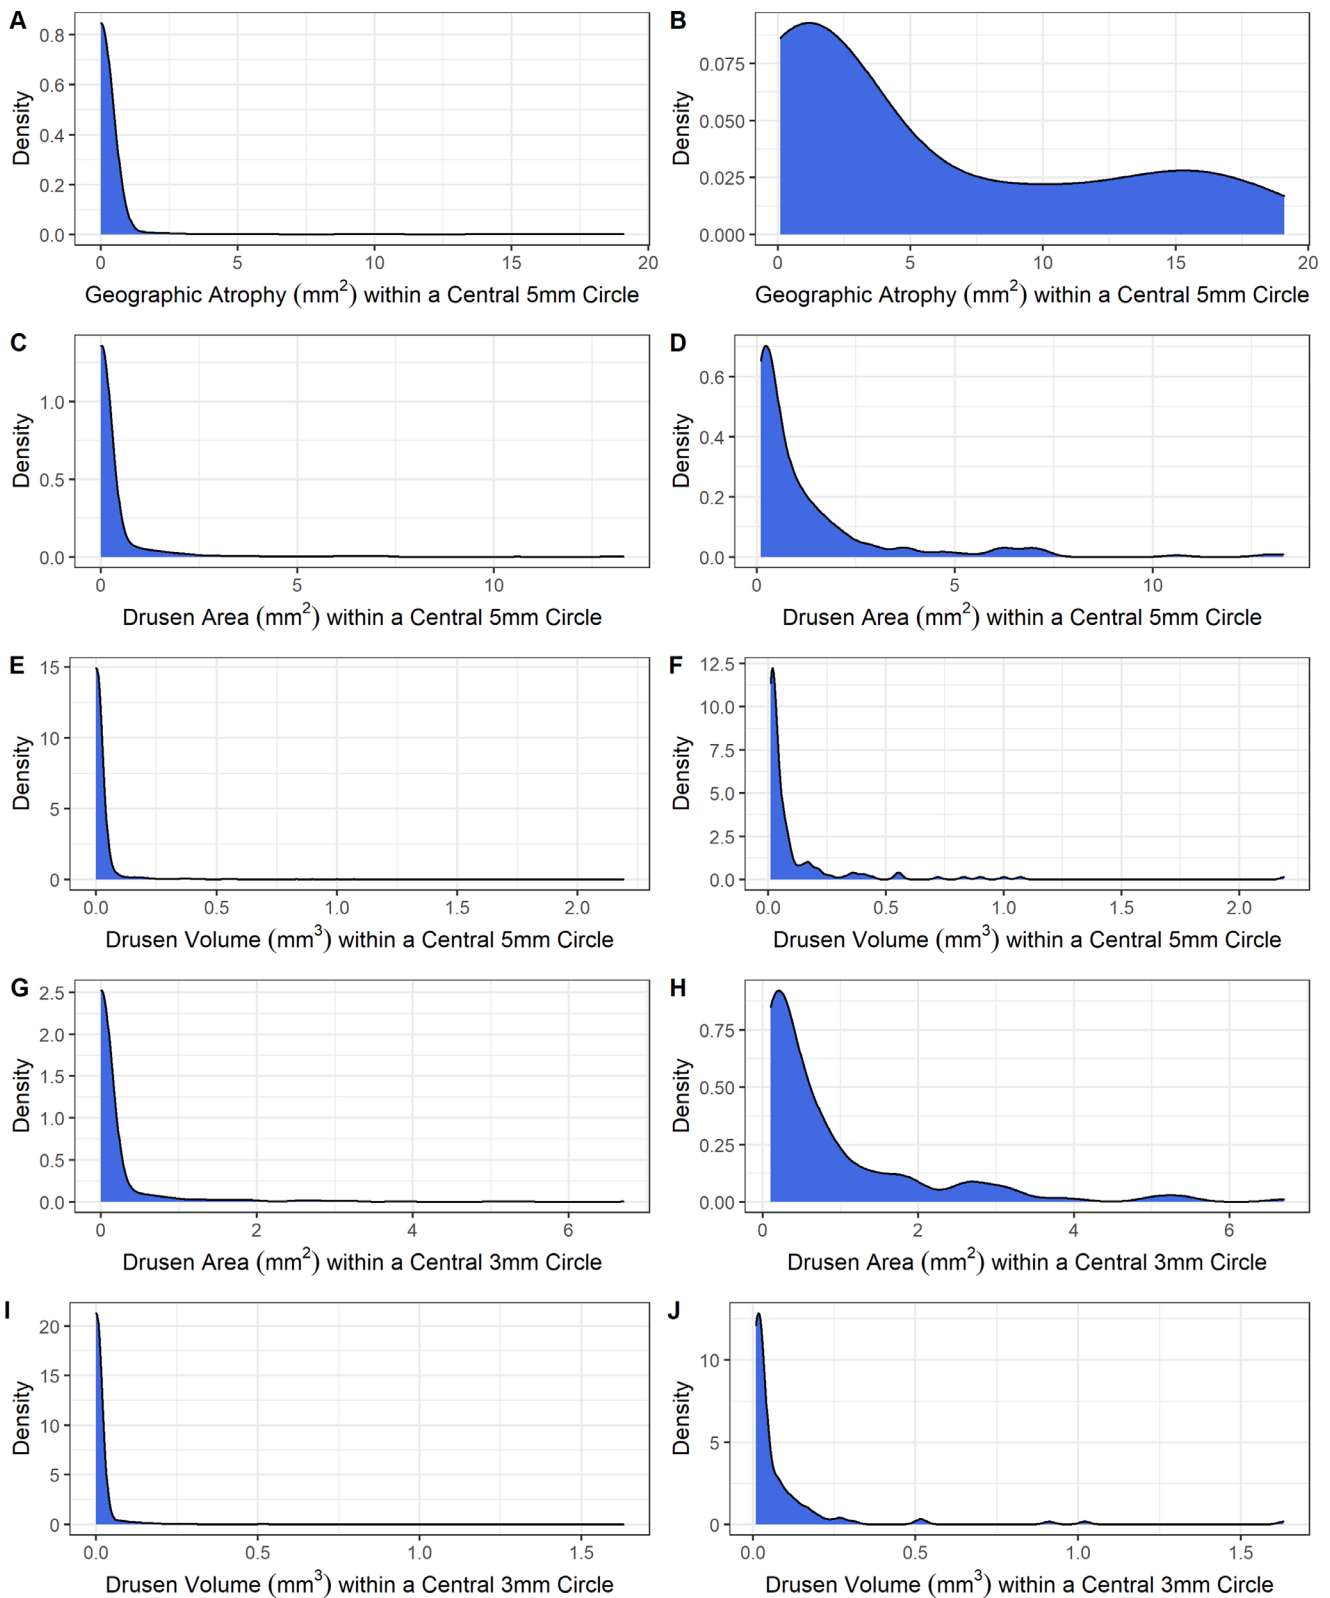 A
Density
0.8
0.6
0.4
0.2
0.0
0 5 10 15 20
Geographic Atrophy (mm²) within a Central 5mm Circle
B
Density
0.075
0.050
0.025
0.000
0 5 10 15 20
Geographic Atrophy (mm²) within a Central 5mm Circle
C
Density
1.0
0.5
0.0
0 5 10
Drusen Area (mm²) within a Central 5mm Circle
D
Density
0.6
0.4
0.2
0.0
0 5 10
Drusen Area (mm²) within a Central 5mm Circle
E
Density
15
10
5
0
0.0 0.5 1.0 1.5 2.0
Drusen Volume (mm³) within a Central 5mm Circle
F
Density
12.5
10.0
7.5
5.0
2.5
0.0
0.0 0.5 1.0 1.5 2.0
Drusen Volume (mm³) within a Central 5mm Circle
G
Density
2.5
2.0
1.5
1.0
0.5
0.0
0 2 4 6
Drusen Area (mm²) within a Central 3mm Circle
H
Density
0.75
0.50
0.25
0.00
0 2 4 6
Drusen Area (mm²) within a Central 3mm Circle
I
Density
20
15
10
5
0
0.0 0.5 1.0 1.5
Drusen Volume (mm³) within a Central 3mm Circle
J
Density
10
5
0
0.0 0.5 1.0 1.5
Drusen Volume (mm³) within a Central 3mm Circle